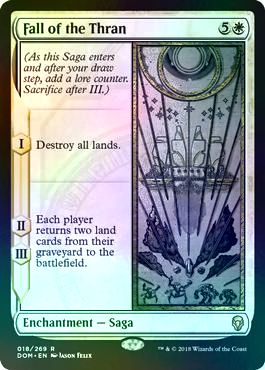 Fall of the Thran 5
(As this Saga enters
and after your draw
step, add a lore counter.
Sacrifice after III.)
I Destroy all lands.
II Each player
returns two land
III cards from their
graveyard to the
battlefield.
Enchantment — Saga
018/269 R
DOM • EN Jason Felix
™ & © 2018 Wizards of the Coast